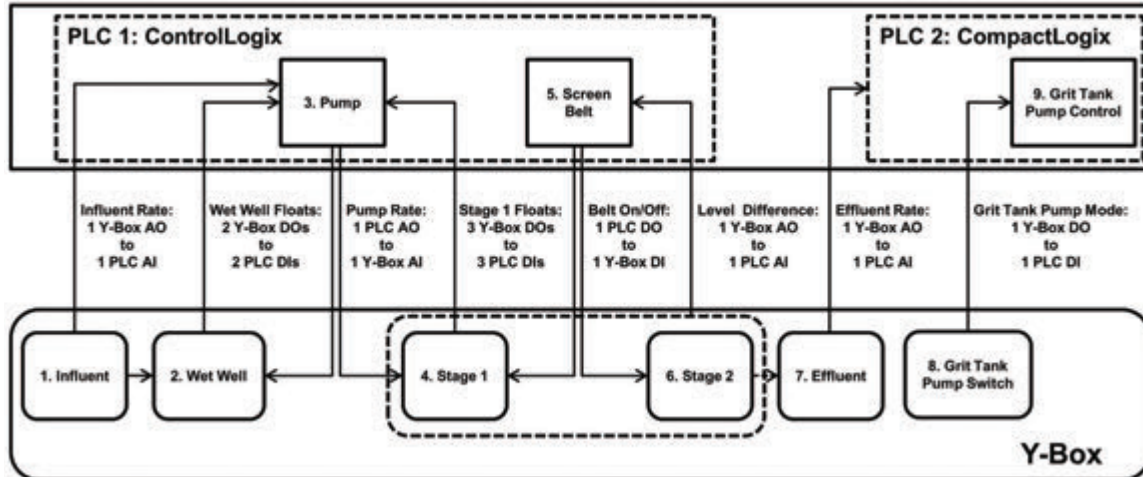 PLC 1: ControlLogix
PLC 2: CompactLogix
3. Pump
5. Screen
Belt
9. Grit Tank
Pump Control
Influent Rate:
1 Y-Box AO
to
1 PLC AI
Wet Well Floats:
2 Y-Box DOs
to
2 PLC DIs
Pump Rate:
1 PLC AO
to
1 Y-Box AI
Stage 1 Floats:
3 Y-Box DOs
to
3 PLC DIs
Belt On/Off:
1 PLC DO
to
1 Y-Box DI
Level Difference:
1 Y-Box AO
to
1 PLC AI
Effluent Rate:
1 Y-Box AO
to
1 PLC AI
Grit Tank Pump Mode:
1 Y-Box DO
to
1 PLC DI
1. Influent
2. Wet Well
4. Stage 1
6. Stage 2
7. Effluent
8. Grit Tank
Pump Switch
Y-Box